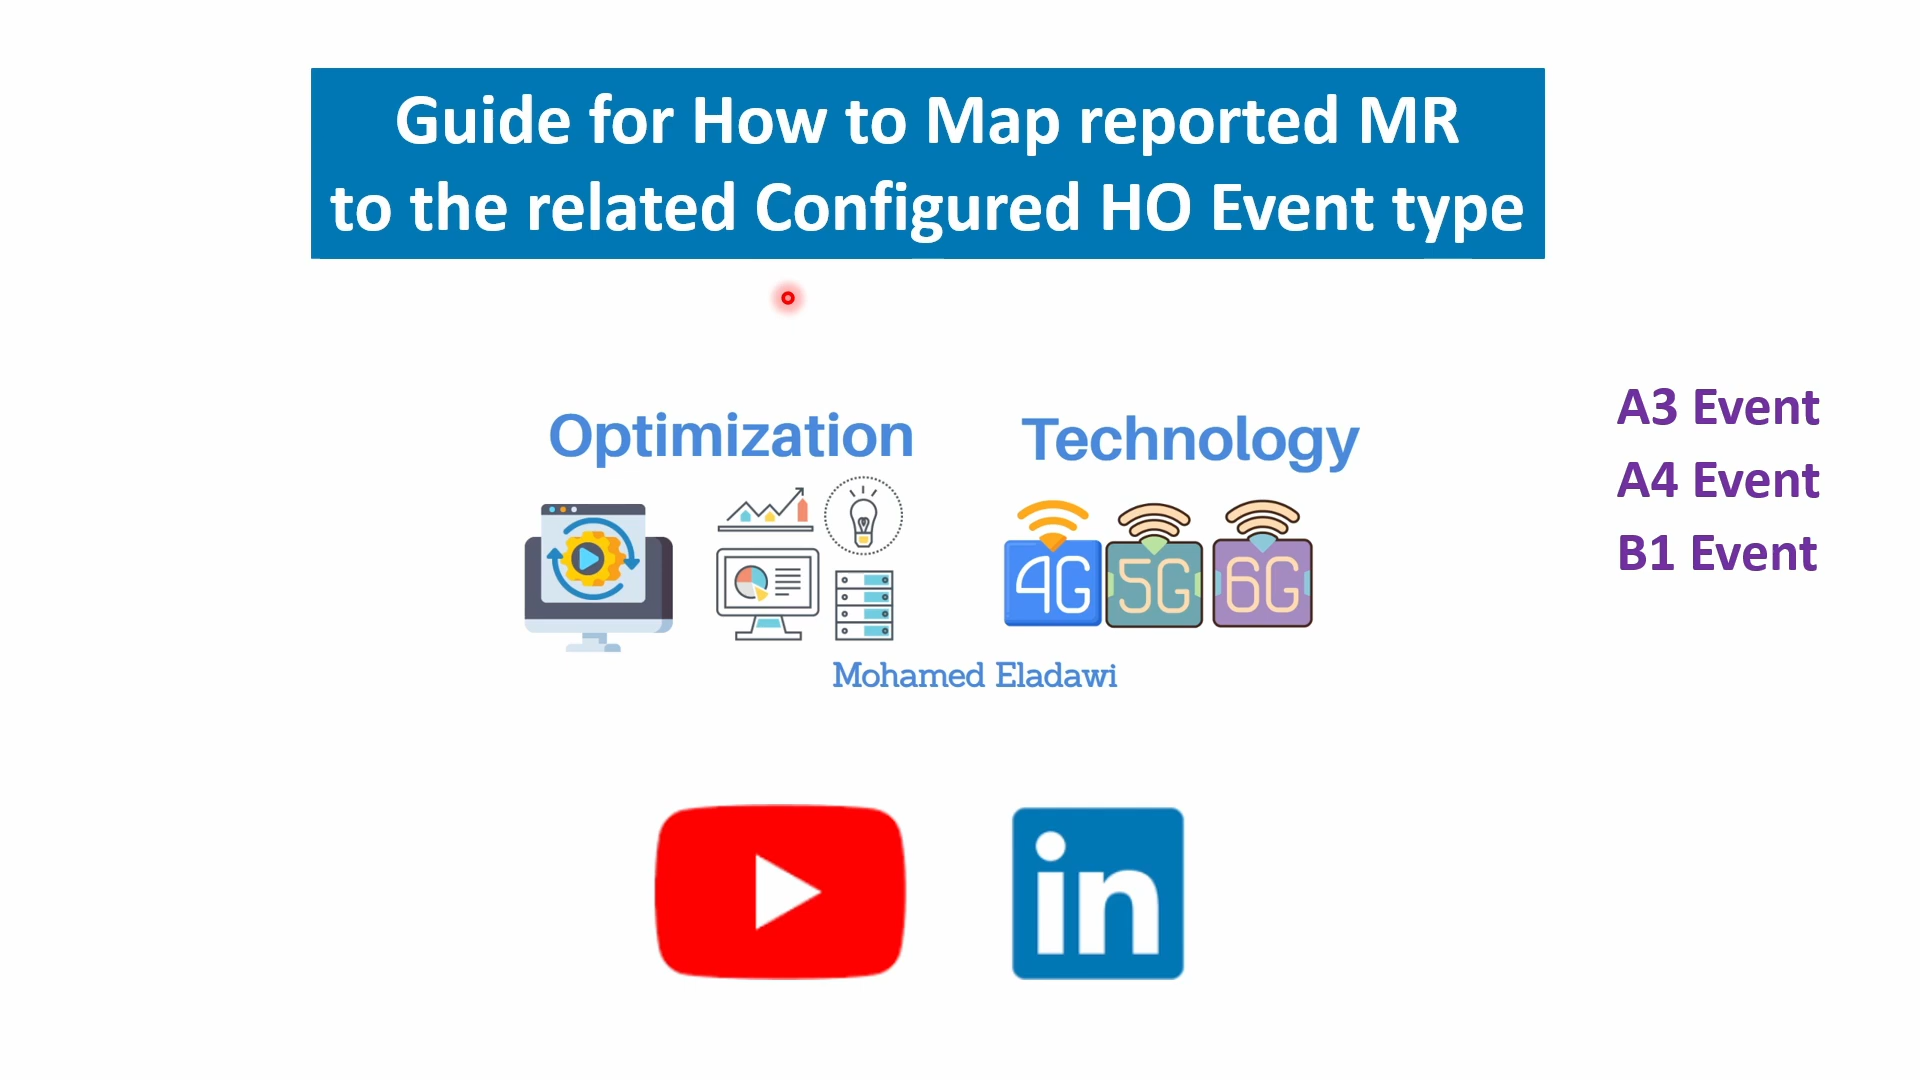 Guide for How to Map reported MR
to the related Configured HO Event type
Optimization
Technology
4G
5G
6G
Mohamed Eladawi
A3 Event
A4 Event
B1 Event
in